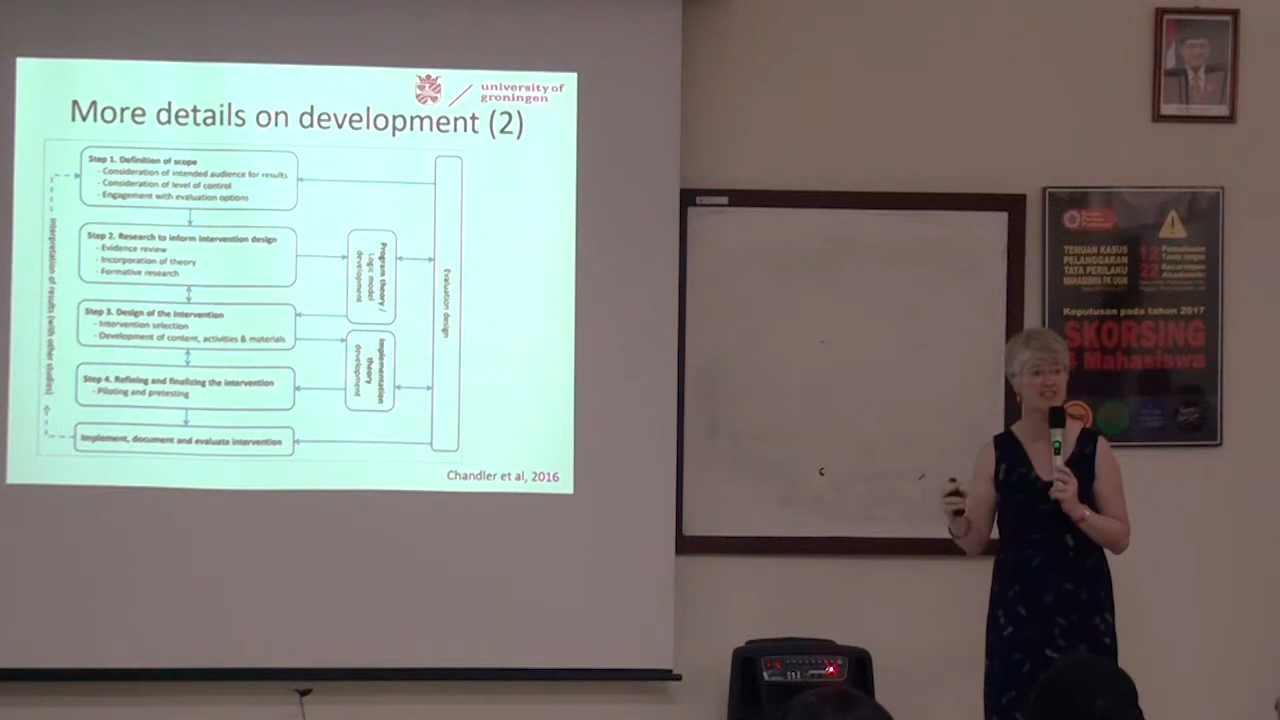 university of
groningen
More details on development (2)
Step 1. Definition of scope
- Consideration of intended audience for results
- Consideration of level of control
- Engagement with evaluation options
Step 2. Research to inform intervention design
- Evidence review
- Incorporation of theory
- Formative research
Step 3. Design of the intervention
- Intervention selection
- Development of content, activities & materials
Step 4. Refining and finalizing the intervention
- Piloting and pretesting
Implement, document and evaluate intervention
Interpretation of results (with other studies)
Program theory /
Logic model
development
Implementation
theory
development
Evaluation design
Chandler et al, 2016
TEMUAN KASUS
PELANGGARAN
TATA PERILAKU
MAHASISWA FK UGM
12
22
Kecurangan
Akademik
Keputusan pada tahun 2017
SKORSING
Mahasiswa